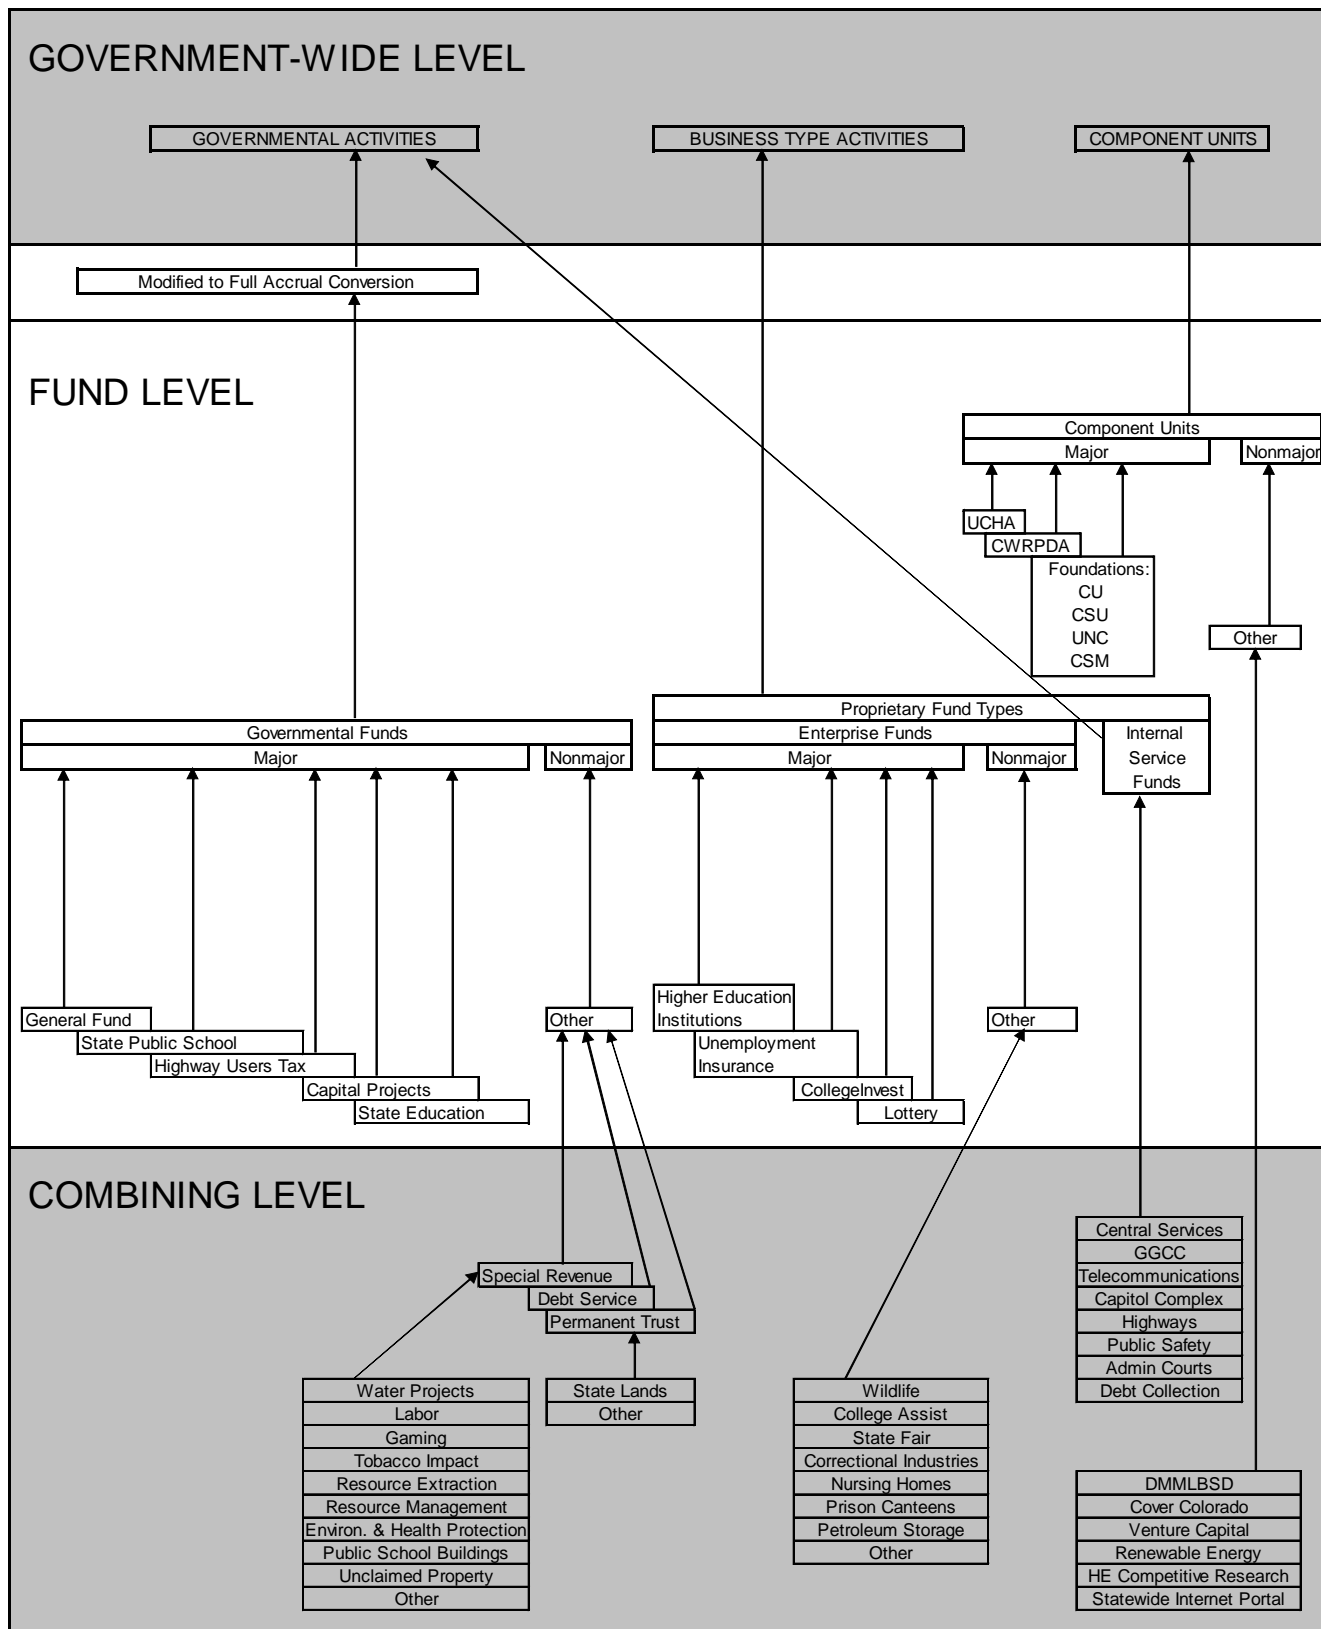 GOVERNMENT-WIDE LEVEL
GOVERNMENTAL ACTIVITIES
BUSINESS TYPE ACTIVITIES
COMPONENT UNITS
Modified to Full Accrual Conversion
FUND LEVEL
Component Units
Major
Nonmajor
UCHA
CWRPDA
Foundations:
CU
CSU
UNC
CSM
Other
Governmental Funds
Major
Nonmajor
Proprietary Fund Types
Enterprise Funds
Major
Nonmajor
Internal
Service
Funds
General Fund
State Public School
Highway Users Tax
Capital Projects
State Education
Other
Higher Education
Institutions
Unemployment
Insurance
CollegeInvest
Lottery
Other
COMBINING LEVEL
Special Revenue
Debt Service
Permanent Trust
Water Projects
Labor
Gaming
Tobacco Impact
Resource Extraction
Resource Management
Environ. & Health Protection
Public School Buildings
Unclaimed Property
Other
State Lands
Other
Wildlife
College Assist
State Fair
Correctional Industries
Nursing Homes
Prison Canteens
Petroleum Storage
Other
Central Services
GGCC
Telecommunications
Capitol Complex
Highways
Public Safety
Admin Courts
Debt Collection
DMMLBSD
Cover Colorado
Venture Capital
Renewable Energy
HE Competitive Research
Statewide Internet Portal